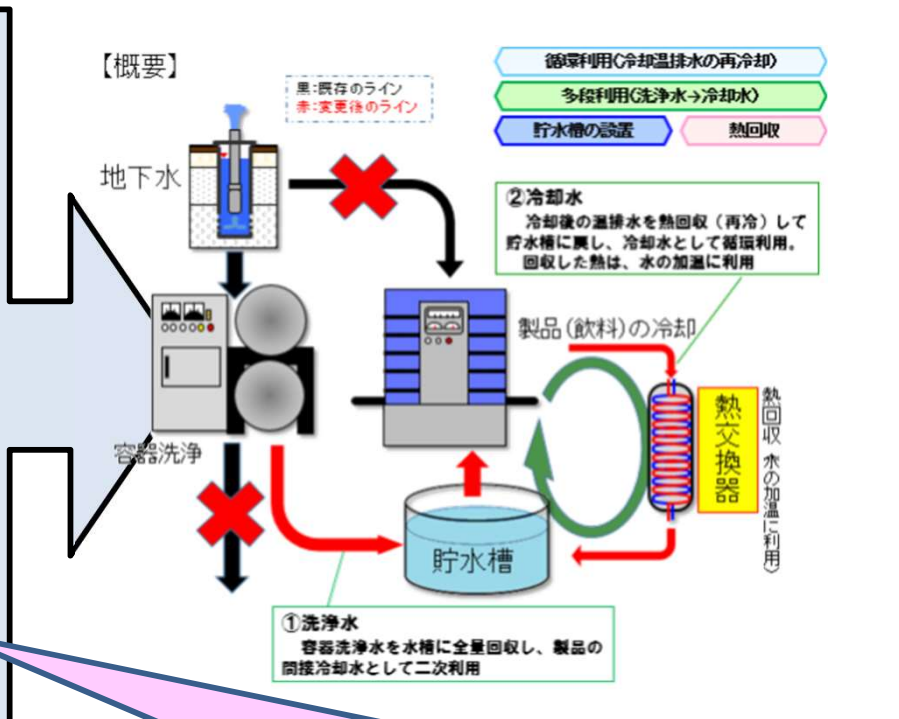 【概要】
黒:既存のライン
赤:変更後のライン
循環利用(冷却温排水の再冷却)
多段利用(洗浄水→冷却水)
貯水槽の設置
熱回収
地下水
②冷却水
冷却後の温排水を熱回収(再冷)して
貯水槽に戻し、冷却水として循環利用。
回収した熱は、水の加温に利用
製品(飲料)の冷却
容器洗浄
熱交換器
熱回収 水の加温に利用)
貯水槽
①洗浄水
容器洗浄水を水槽に全量回収し、製品の
間接冷却水として二次利用